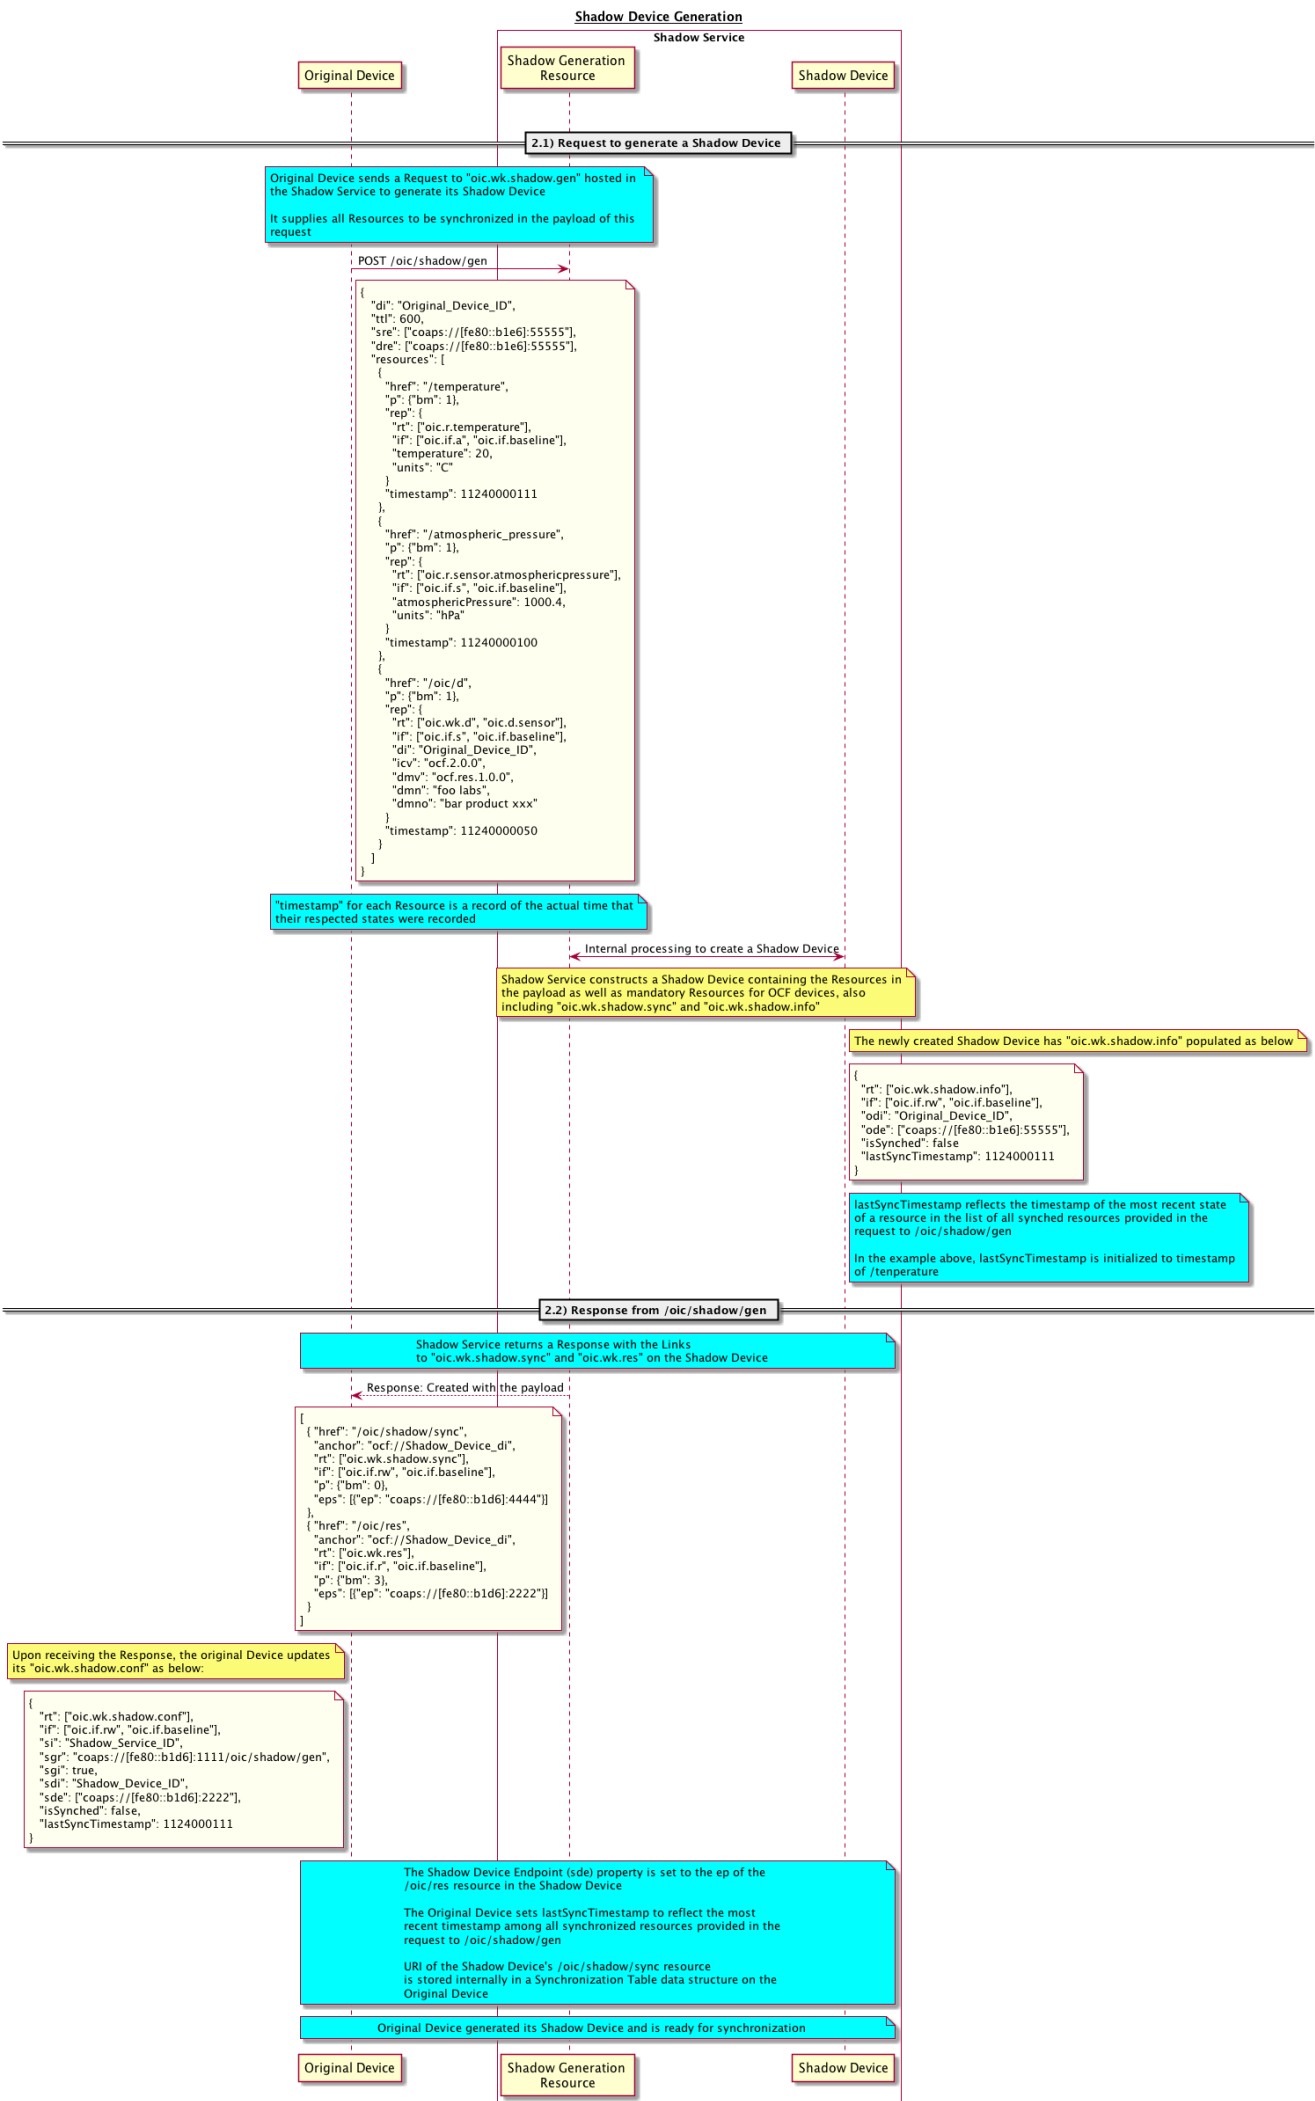 Shadow Device Generation
Shadow Service
Original Device
Shadow Generation
Resource
Shadow Device
2.1) Request to generate a Shadow Device
Original Device sends a Request to "oic.wk.shadow.gen" hosted in
the Shadow Service to generate its Shadow Device
It supplies all Resources to be synchronized in the payload of this
request
POST /oic/shadow/gen
{
"di": "Original_Device_ID",
"ttl": 600,
"sre": ["coaps://[fe80::b1e6]:55555"],
"dre": ["coaps://[fe80::b1e6]:55555"],
"resources": [
{
"href": "/temperature",
"p": {"bm": 1},
"rep": {
"rt": ["oic.r.temperature"],
"if": ["oic.if.a", "oic.if.baseline"],
"temperature": 20,
"units": "C"
}
"timestamp": 11240000111
},
{
"href": "/atmospheric_pressure",
"p": {"bm": 1},
"rep": {
"rt": ["oic.r.sensor.atmosphericpressure"],
"if": ["oic.if.s", "oic.if.baseline"],
"atmosphericPressure": 1000.4,
"units": "hPa"
}
"timestamp": 11240000100
},
{
"href": "/oic/d",
"p": {"bm": 1},
"rep": {
"rt": ["oic.wk.d", "oic.d.sensor"],
"if": ["oic.if.s", "oic.if.baseline"],
"di": "Original_Device_ID",
"icv": "ocf.2.0.0",
"dmv": "ocf.res.1.0.0",
"dmn": "foo labs",
"dmno": "bar product xxx"
}
"timestamp": 11240000050
}
]
}
"timestamp" for each Resource is a record of the actual time that
their respected states were recorded
Internal processing to create a Shadow Device
Shadow Service constructs a Shadow Device containing the Resources in
the payload as well as mandatory Resources for OCF devices, also
including "oic.wk.shadow.sync" and "oic.wk.shadow.info"
The newly created Shadow Device has "oic.wk.shadow.info" populated as below
{
"rt": ["oic.wk.shadow.info"],
"if": ["oic.if.rw", "oic.if.baseline"],
"odi": "Original_Device_ID",
"ode": ["coaps://[fe80::b1e6]:55555"],
"isSynched": false
"lastSyncTimestamp": 1124000111
}
lastSyncTimestamp reflects the timestamp of the most recent state
of a resource in the list of all synched resources provided in the
request to /oic/shadow/gen
In the example above, lastSyncTimestamp is initialized to timestamp
of /tenperature
2.2) Response from /oic/shadow/gen
Shadow Service returns a Response with the Links
to "oic.wk.shadow.sync" and "oic.wk.res" on the Shadow Device
Response: Created with the payload
[
{ "href": "/oic/shadow/sync",
"anchor": "ocf://Shadow_Device_di",
"rt": ["oic.wk.shadow.sync"],
"if": ["oic.if.rw", "oic.if.baseline"],
"p": {"bm": 0},
"eps": [{"ep": "coaps://[fe80::b1d6]:4444"}]
},
{ "href": "/oic/res",
"anchor": "ocf://Shadow_Device_di",
"rt": ["oic.wk.res"],
"if": ["oic.if.r", "oic.if.baseline"],
"p": {"bm": 3},
"eps": [{"ep": "coaps://[fe80::b1d6]:2222"}]
}
]
Upon receiving the Response, the original Device updates
its "oic.wk.shadow.conf" as below:
{
"rt": ["oic.wk.shadow.conf"],
"if": ["oic.if.rw", "oic.if.baseline"],
"si": "Shadow_Service_ID",
"sgr": "coaps://[fe80::b1d6]:1111/oic/shadow/gen",
"sgi": true,
"sdi": "Shadow_Device_ID",
"sde": ["coaps://[fe80::b1d6]:2222"],
"isSynched": false,
"lastSyncTimestamp": 1124000111
}
The Shadow Device Endpoint (sde) property is set to the ep of the
/oic/res resource in the Shadow Device
The Original Device sets lastSyncTimestamp to reflect the most
recent timestamp among all synchronized resources provided in the
request to /oic/shadow/gen
URI of the Shadow Device's /oic/shadow/sync resource
is stored internally in a Synchronization Table data structure on the
Original Device
Original Device generated its Shadow Device and is ready for synchronization
Original Device
Shadow Generation
Resource
Shadow Device